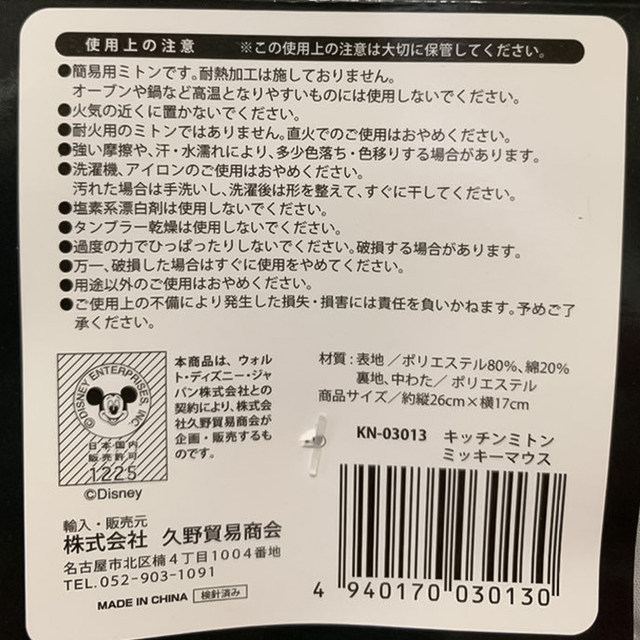 使用上の注意 ※この使用上の注意は大切に保管してください。
●簡易用ミトンです。耐熱加工は施しておりません。
オーブンや鍋など高温となりやすいものには使用しないでください。
●火気の近くに置かないでください。
●耐火用のミトンではありません。直火でのご使用はおやめください。
●強い摩擦や、汗・水濡れにより、多少色落ち・色移りする場合があります。
●洗濯機、アイロンのご使用はおやめください。
汚れた場合は手洗いし、洗濯後は形を整えて、すぐに干してください。
●塩素系漂白剤は使用しないでください。
●タンブラー乾燥は使用しないでください。
●過度の力でひっぱったりしないでください。破損する場合があります。
●万一、破損した場合はすぐに使用をやめてください。
●用途以外のご使用はおやめください。
●ご使用上の不備により発生した損失・損害には責任を負いかねます。予めご了
承ください。
©DISNEY ENTERPRISES, INC.
日本国内
販売許可
1225
©Disney
本商品は、ウォル
ト・ディズニー・ジャ
パン株式会社との
契約により、株式会
社久野貿易商会が
企画・販売するも
のです。
材質：表地／ポリエステル80%、綿20%
裏地、中わた／ポリエステル
商品サイズ／約縦26cm×横17cm
KN-03013 キッチンミトン
ミッキーマウス
輸入・販売元
株式会社 久野貿易商会
名古屋市北区楠4丁目1004番地
TEL.052-903-1091
MADE IN CHINA 検針済み
4 940170 030130